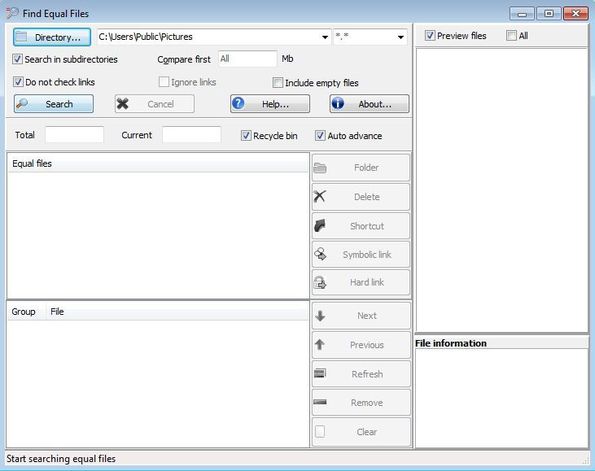 Find Equal Files
Directory... C:\Users\Public\Pictures *.* Preview files All
Search in subdirectories Compare first All Mb
Do not check links Ignore links Include empty files
Search Cancel Help... About...
Total Current Recycle bin Auto advance
Equal files
Folder
Delete
Shortcut
Symbolic link
Hard link
Group File
Next
Previous
Refresh
Remove
Clear
File information
Start searching equal files